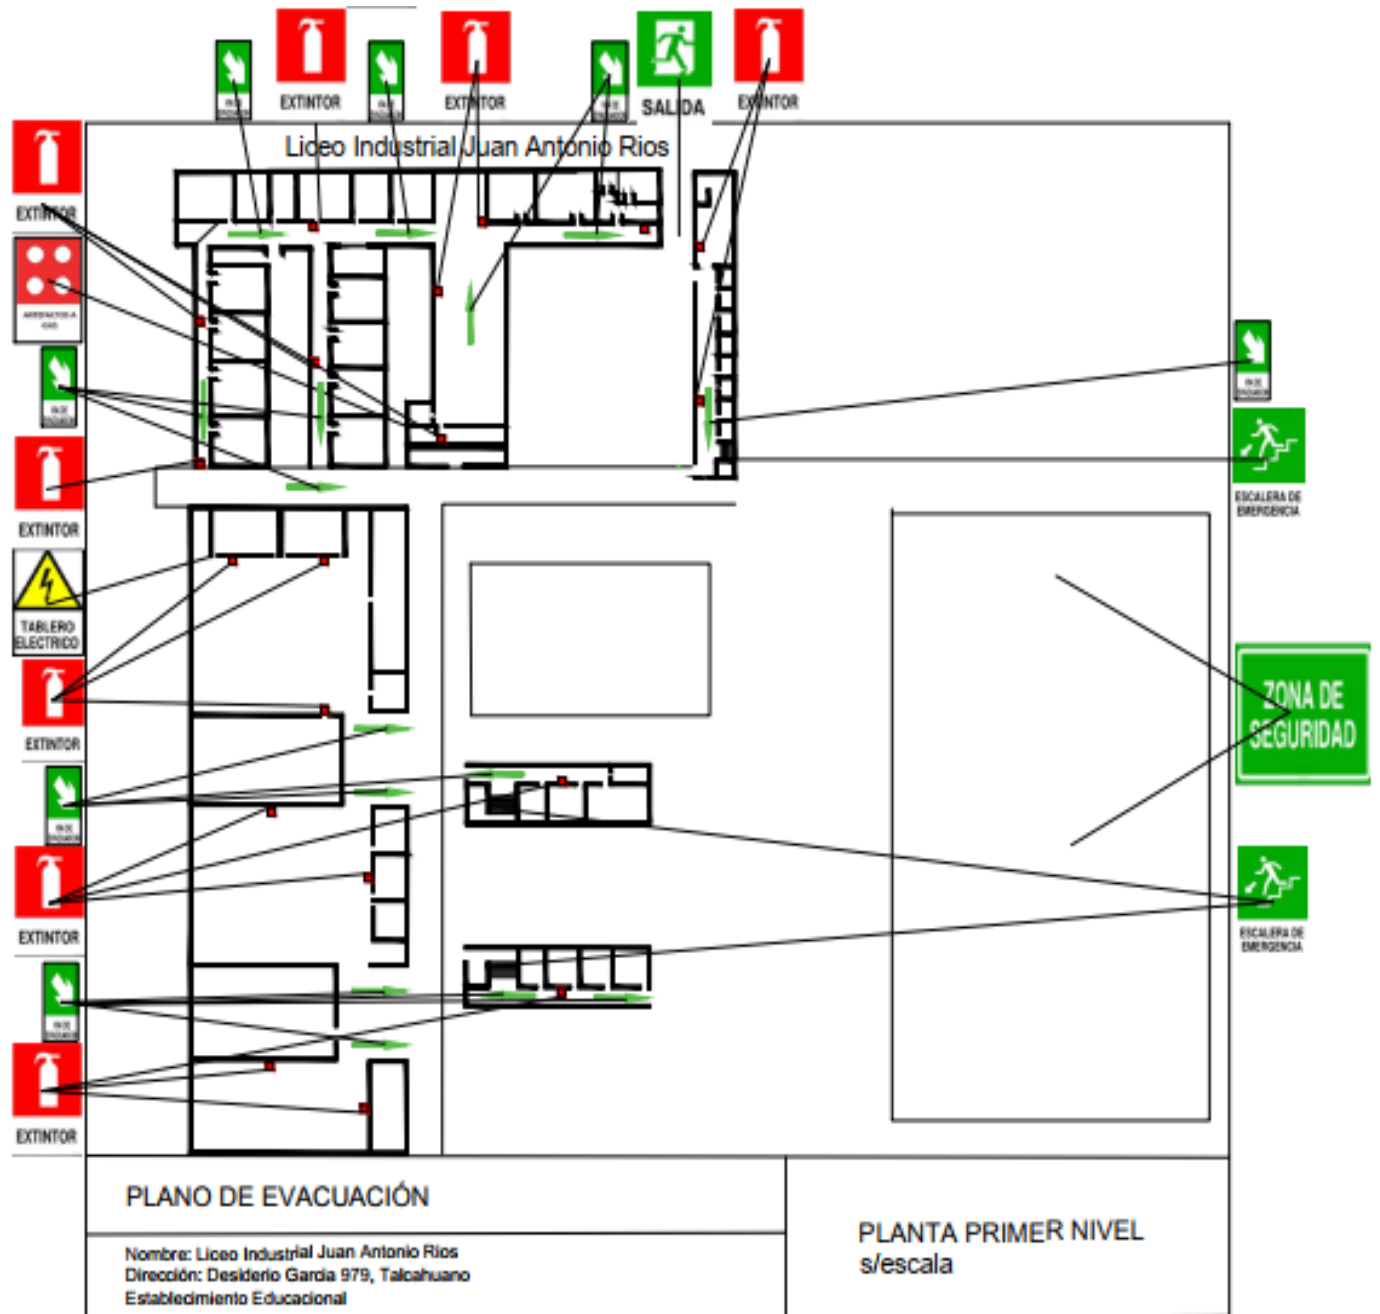 EXTINTOR
EXTINTOR
SALIDA
EXTINTOR
Liceo Industrial Juan Antonio Rios
EXTINTOR
ARTEFACTOS A
GAS
EXTINTOR
TABLERO
ELECTRICO
EXTINTOR
EXTINTOR
EXTINTOR
ESCALERA DE
EMERGENCIA
ZONA DE
SEGURIDAD
ESCALERA DE
EMERGENCIA
PLANO DE EVACUACIÓN
Nombre: Liceo Industrial Juan Antonio Rios
Dirección: Desiderio Garcia 979, Talcahuano
Establecimiento Educacional
PLANTA PRIMER NIVEL
s/escala